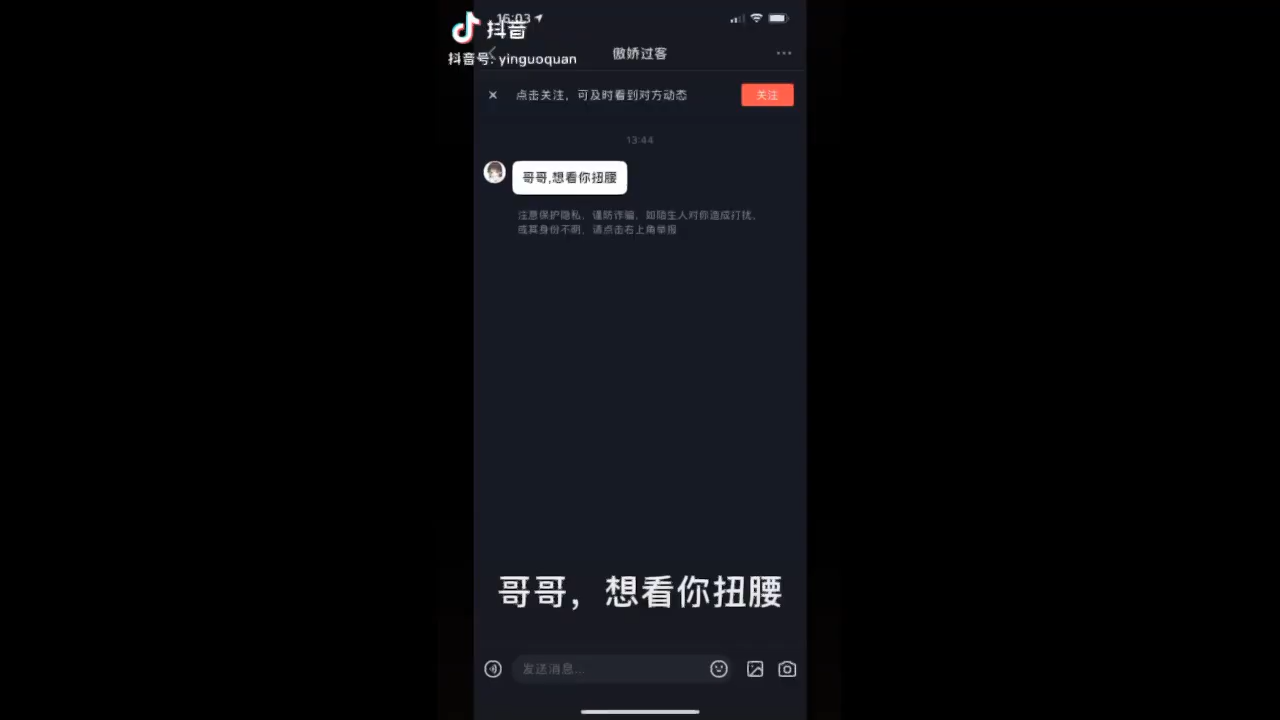 16:03
抖音
抖音号: yinguoquan
傲娇过客
点击关注，可及时看到对方动态
关注
13:44
哥哥,想看你扭腰
注意保护隐私，谨防诈骗，如陌生人对你造成打扰，
或其身份不明，请点击右上角举报
哥哥，想看你扭腰
发送消息...